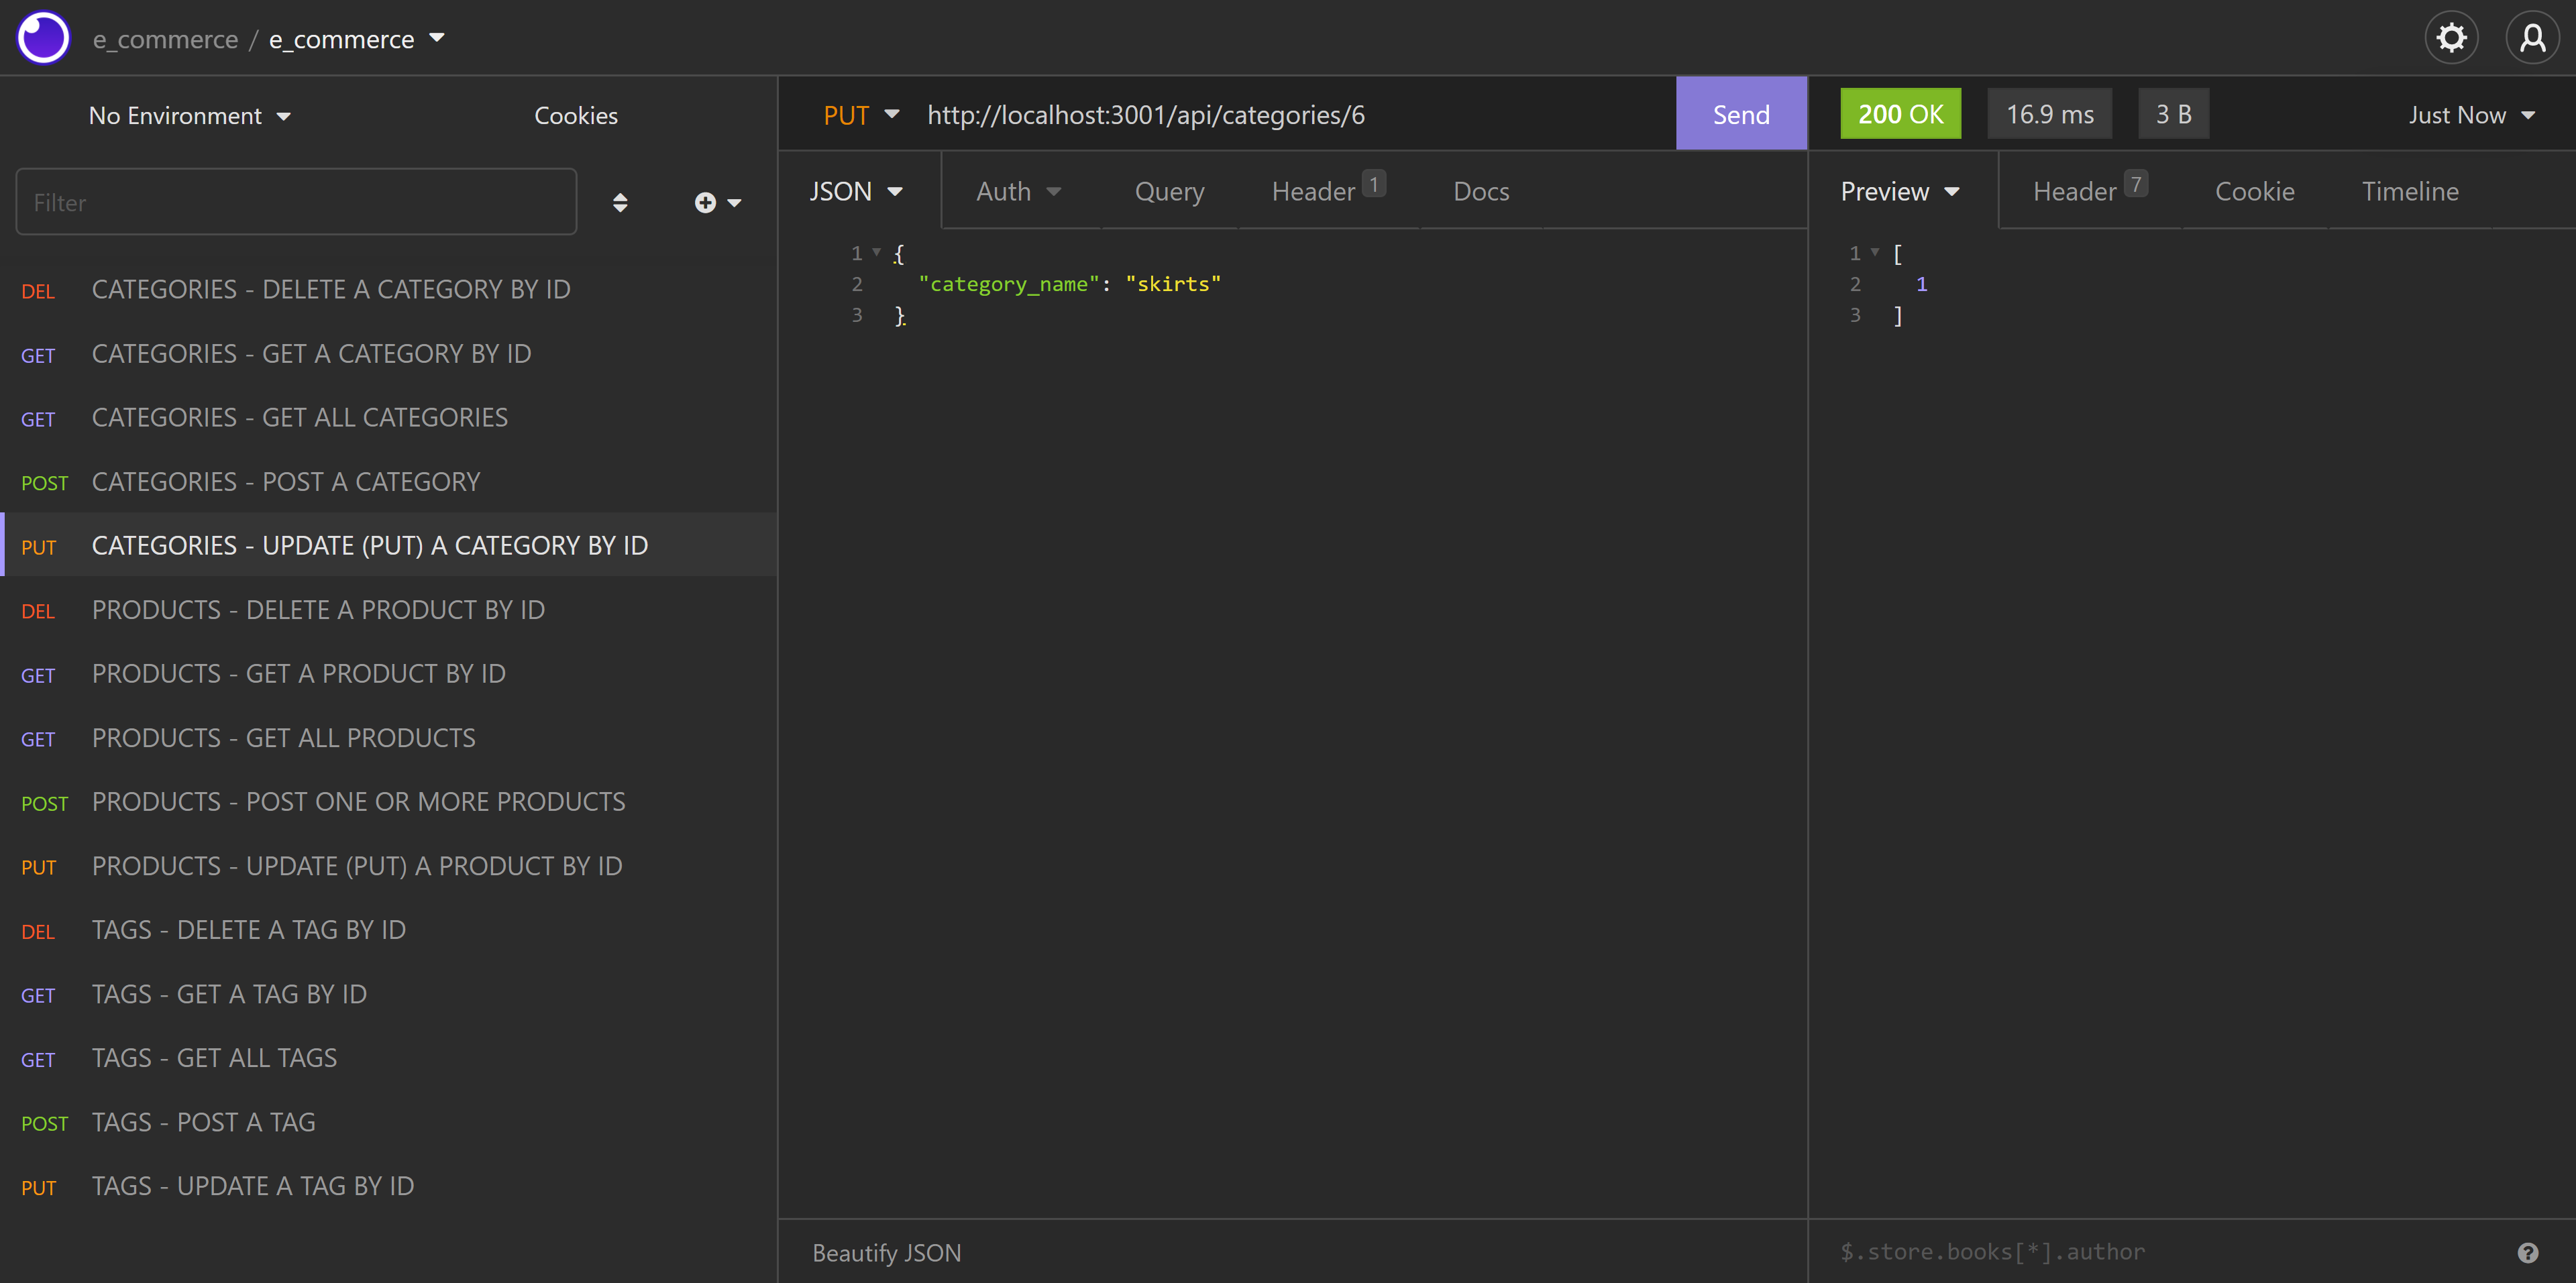 e_commerce / e_commerce
No Environment
Cookies
Filter
DEL CATEGORIES - DELETE A CATEGORY BY ID
GET CATEGORIES - GET A CATEGORY BY ID
GET CATEGORIES - GET ALL CATEGORIES
POST CATEGORIES - POST A CATEGORY
PUT CATEGORIES - UPDATE (PUT) A CATEGORY BY ID
DEL PRODUCTS - DELETE A PRODUCT BY ID
GET PRODUCTS - GET A PRODUCT BY ID
GET PRODUCTS - GET ALL PRODUCTS
POST PRODUCTS - POST ONE OR MORE PRODUCTS
PUT PRODUCTS - UPDATE (PUT) A PRODUCT BY ID
DEL TAGS - DELETE A TAG BY ID
GET TAGS - GET A TAG BY ID
GET TAGS - GET ALL TAGS
POST TAGS - POST A TAG
PUT TAGS - UPDATE A TAG BY ID
PUT http://localhost:3001/api/categories/6 Send
JSON Auth Query Header 1 Docs
1 {
2 "category_name": "skirts"
3 }
Beautify JSON
200 OK 16.9 ms 3 B Just Now
Preview Header 7 Cookie Timeline
1 [
2 1
3 ]
$.store.books[*].author ?